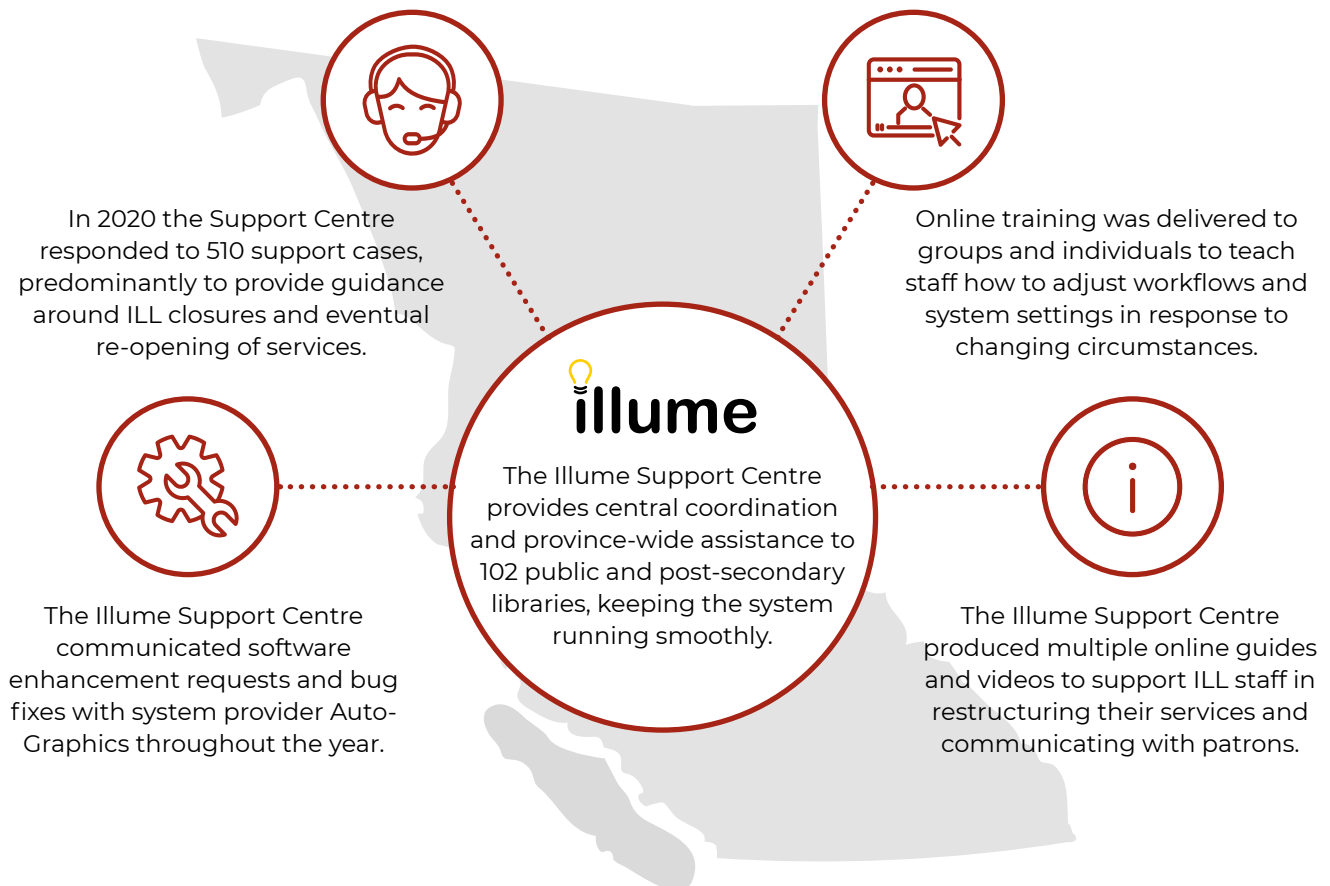 In 2020 the Support Centre
responded to 510 support cases,
predominantly to provide guidance
around ILL closures and eventual
re-opening of services.
Online training was delivered to
groups and individuals to teach
staff how to adjust workflows and
system settings in response to
changing circumstances.
illume
The Illume Support Centre
provides central coordination
and province-wide assistance to
102 public and post-secondary
libraries, keeping the system
running smoothly.
i
The Illume Support Centre
communicated software
enhancement requests and bug
fixes with system provider Auto-
Graphics throughout the year.
The Illume Support Centre
produced multiple online guides
and videos to support ILL staff in
restructuring their services and
communicating with patrons.